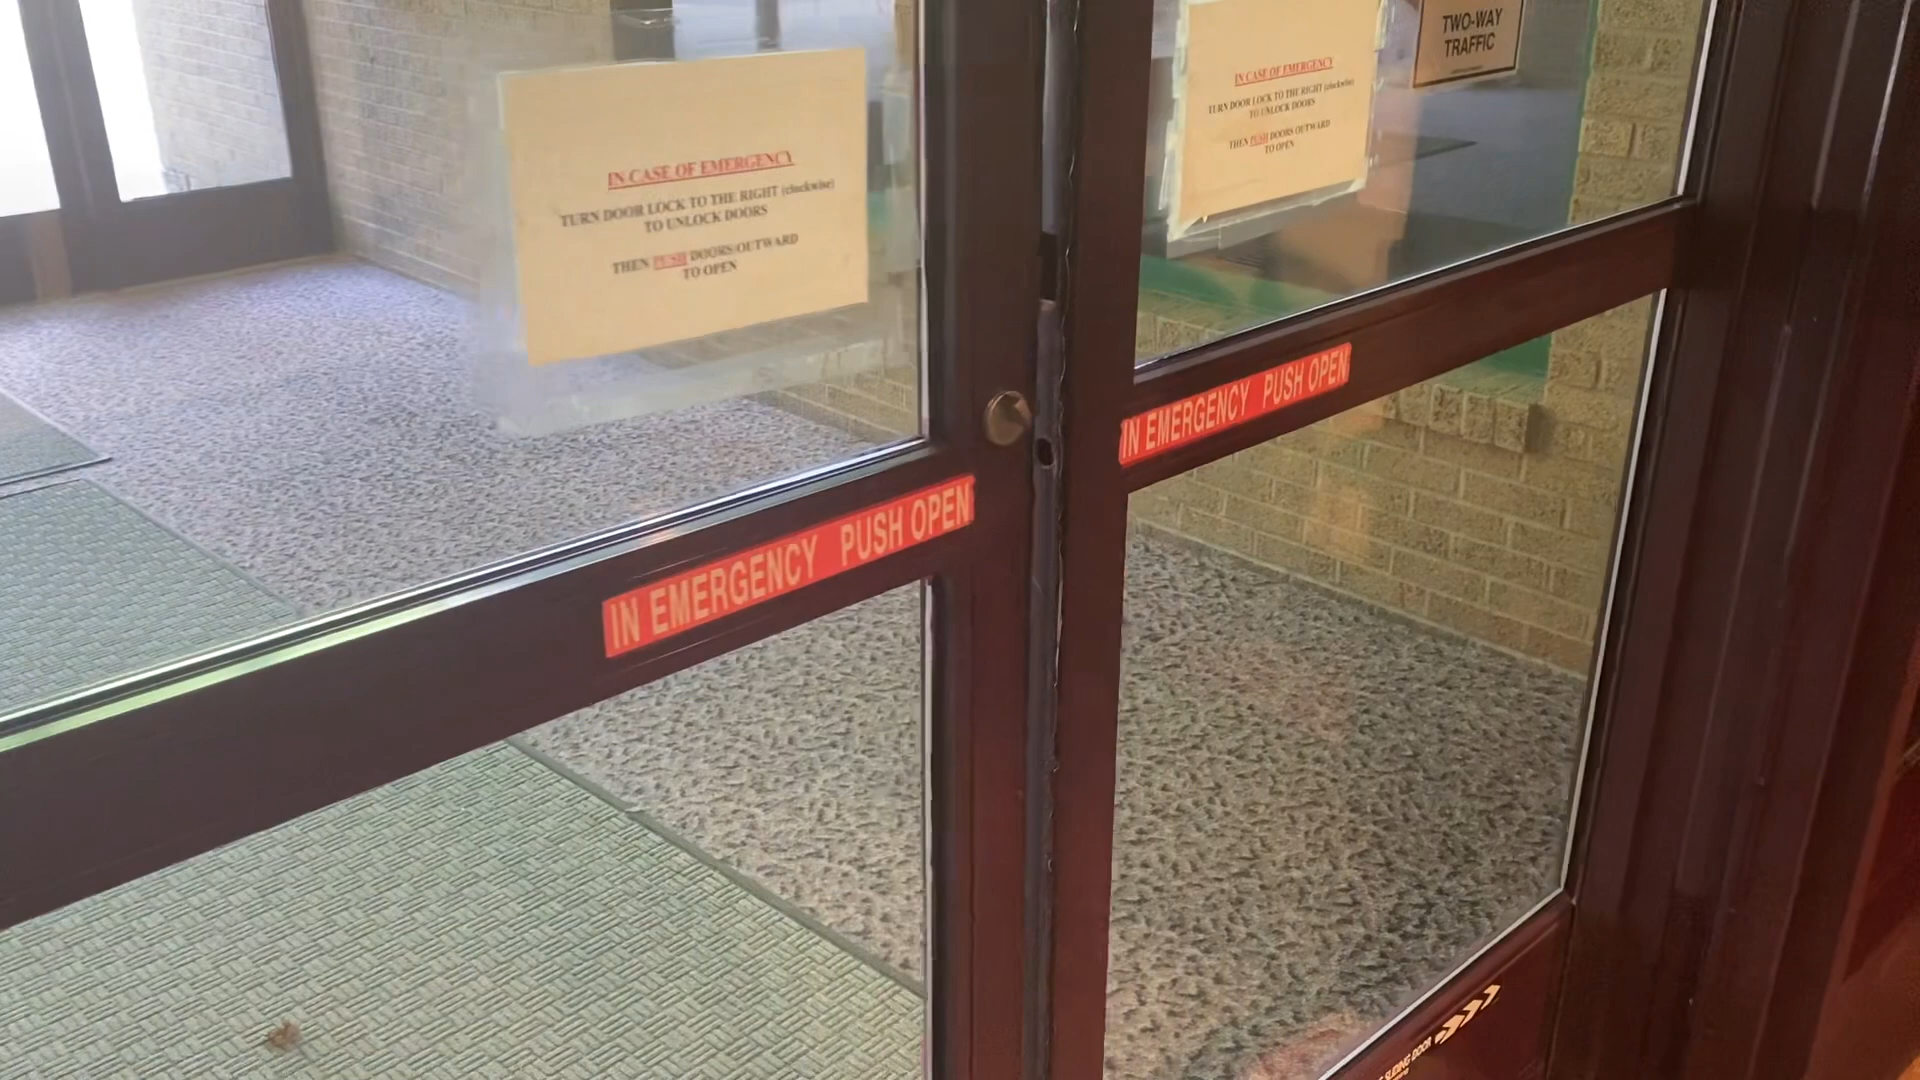 IN CASE OF EMERGENCY
TURN DOOR LOCK TO THE RIGHT (clockwise)
TO UNLOCK DOORS
THEN PUSH DOORS OUTWARD
TO OPEN
IN CASE OF EMERGENCY
TURN DOOR LOCK TO THE RIGHT (clockwise)
TO UNLOCK DOORS
THEN PUSH DOORS OUTWARD
TO OPEN
TWO-WAY
TRAFFIC
IN EMERGENCY PUSH OPEN
IN EMERGENCY PUSH OPEN
SLIDING DOOR